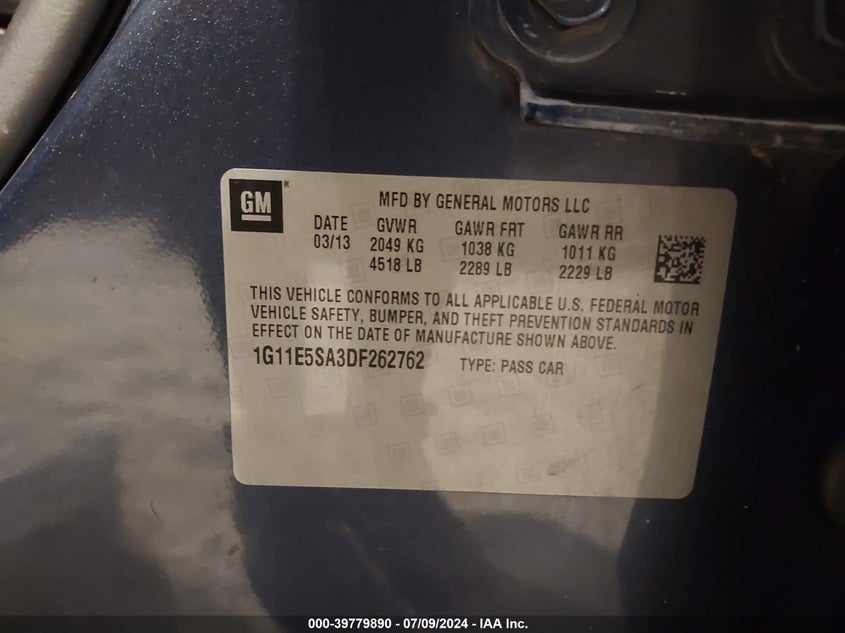 GM®
MFD BY GENERAL MOTORS LLC
DATE GVWR GAWR FRT GAWR RR
03/13 2049 KG 1038 KG 1011 KG
4518 LB 2289 LB 2229 LB
THIS VEHICLE CONFORMS TO ALL APPLICABLE U.S. FEDERAL MOTOR
VEHICLE SAFETY, BUMPER, AND THEFT PREVENTION STANDARDS IN
EFFECT ON THE DATE OF MANUFACTURE SHOWN ABOVE.
1G11E5SA3DF262762 TYPE: PASS CAR
000-39779890 - 07/09/2024 - IAA Inc.